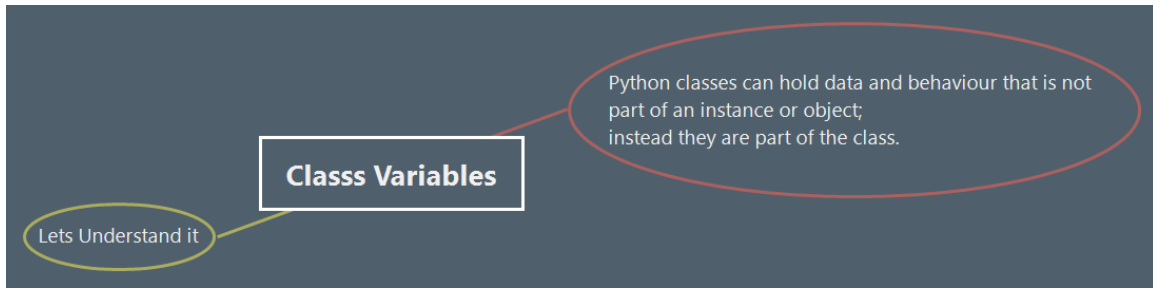 Python classes can hold data and behaviour that is not
part of an instance or object;
instead they are part of the class.
Classs Variables
Lets Understand it